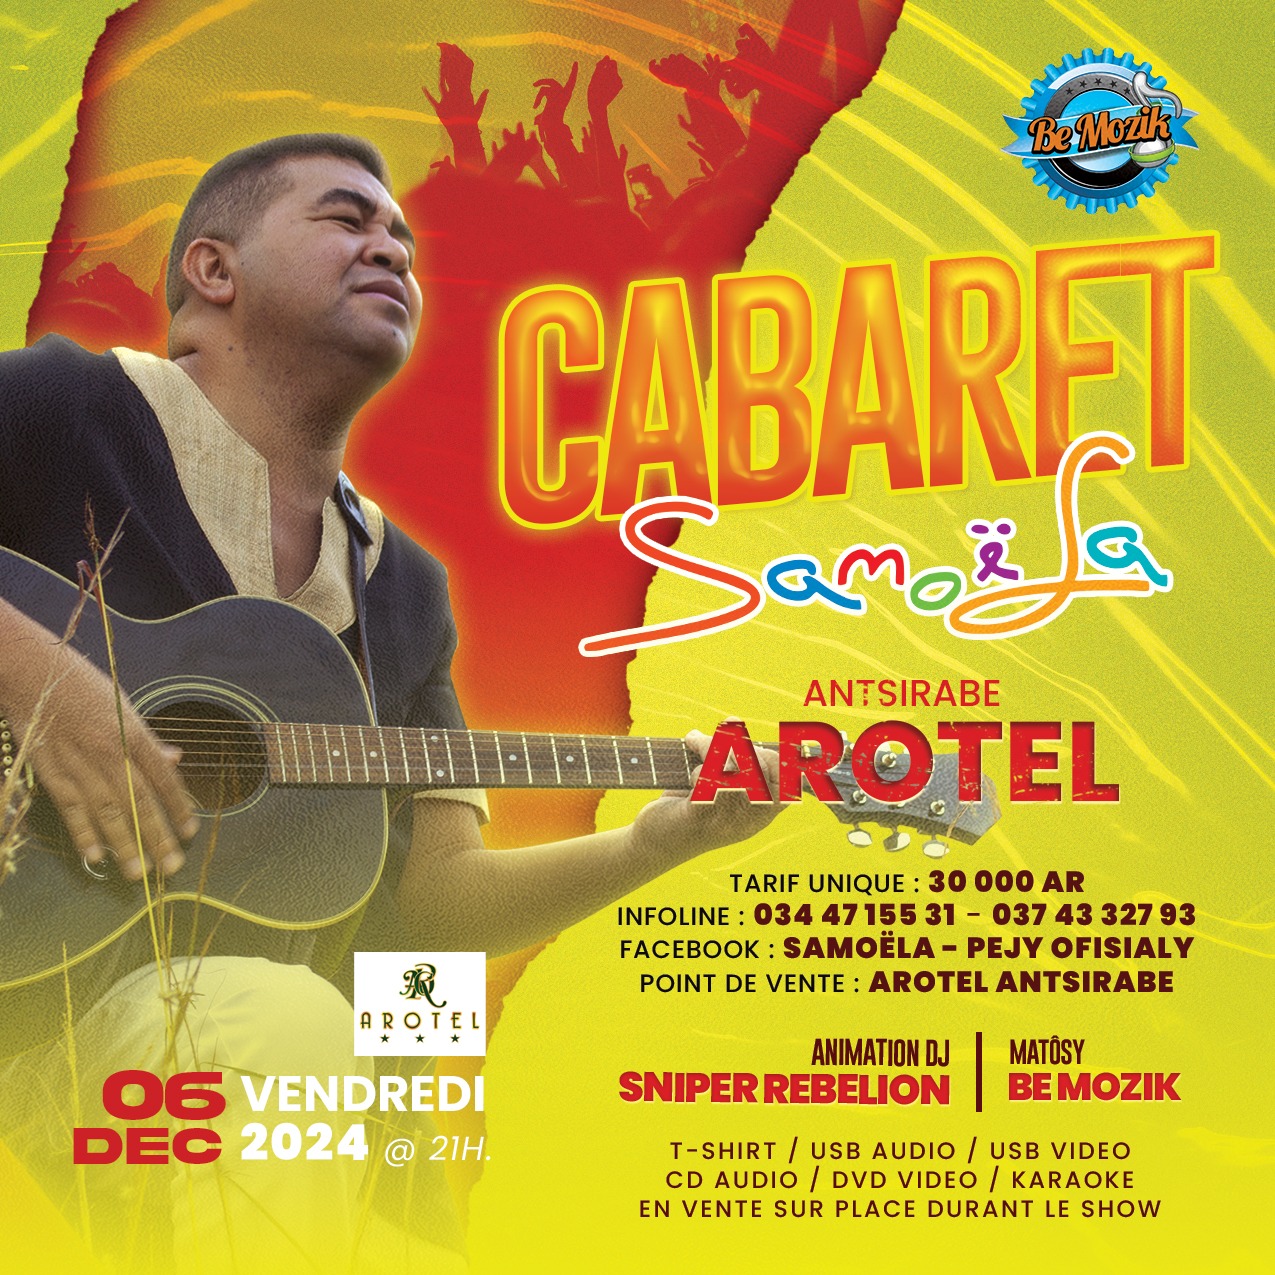 Be Mozik
CABARET
Samoëla
ANTSIRABE
AROTEL
TARIF UNIQUE : 30 000 AR
INFOLINE : 034 47 155 31 - 037 43 327 93
FACEBOOK : SAMOËLA - PEJY OFISIALY
POINT DE VENTE : AROTEL ANTSIRABE
AROTEL
ANIMATION DJ
SNIPER REBELION
MATÔSY
BE MOZIK
06 DEC
VENDREDI
2024 @ 21H.
T-SHIRT / USB AUDIO / USB VIDEO
CD AUDIO / DVD VIDEO / KARAOKE
EN VENTE SUR PLACE DURANT LE SHOW